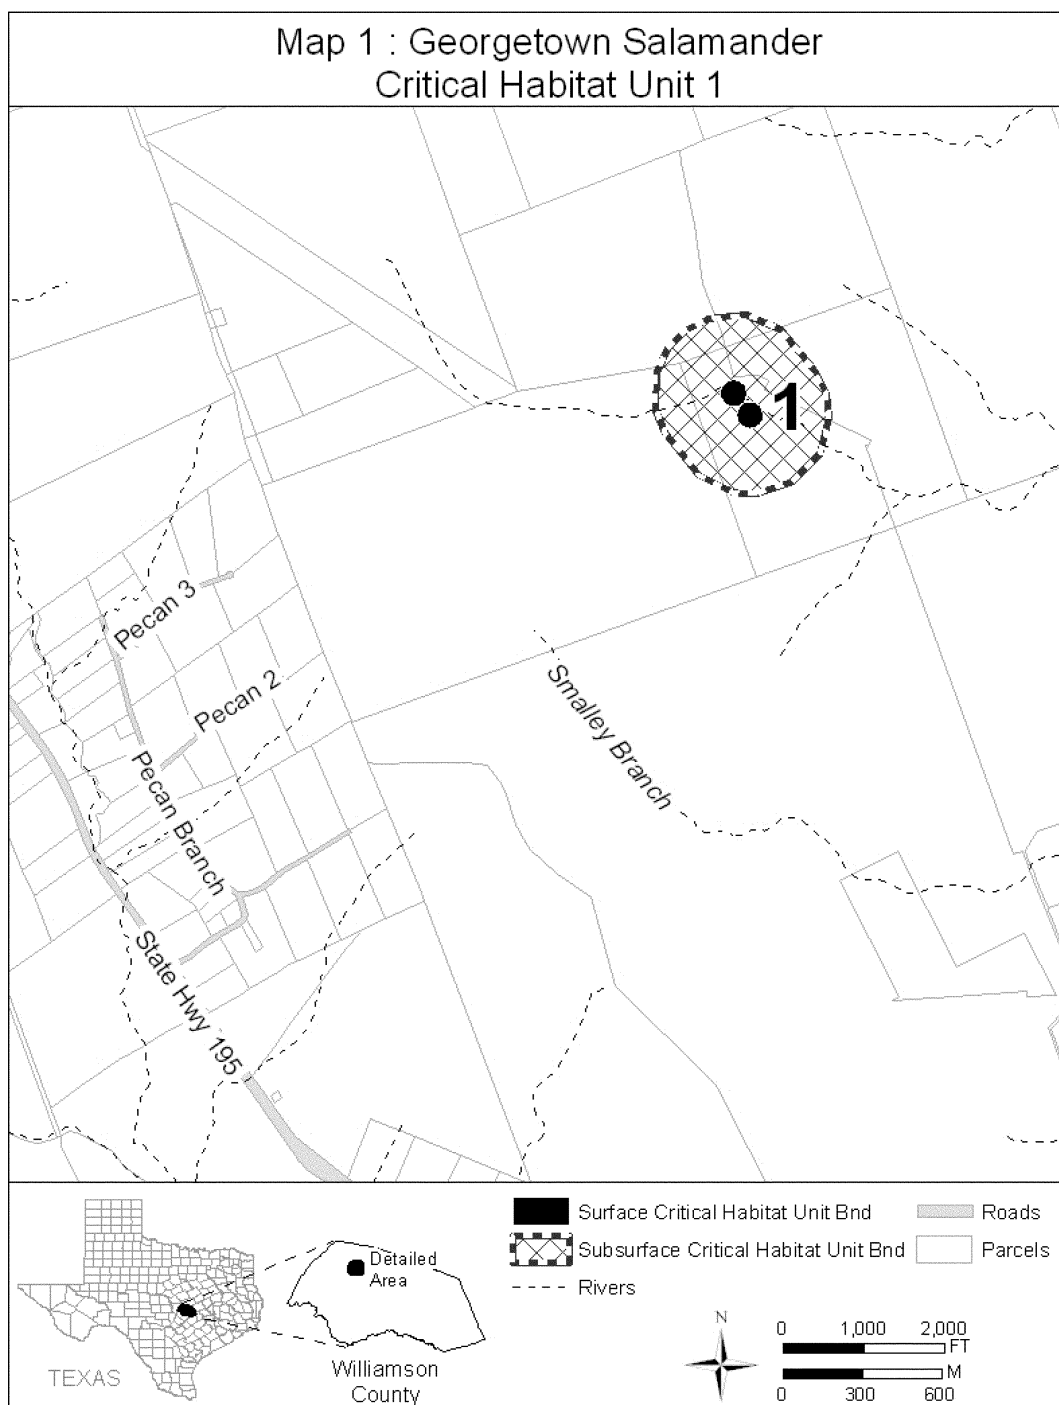 Map 1 : Georgetown Salamander
Critical Habitat Unit 1
1
Pecan 3
Pecan 2
Smalley Branch
Pecan Branch
State Hwy 195
Detailed
Area
TEXAS
Williamson
County
Surface Critical Habitat Unit Bnd
Subsurface Critical Habitat Unit Bnd
Rivers
Roads
Parcels
N
0 1,000 2,000
FT
M
0 300 600